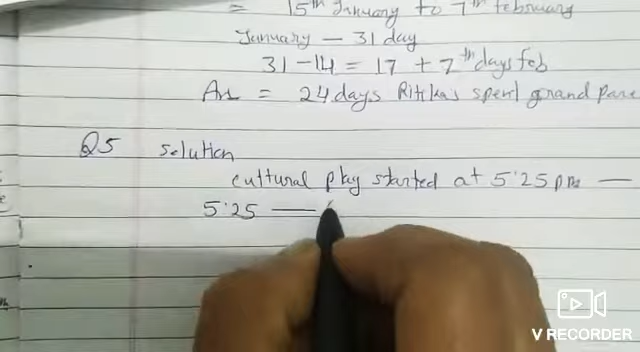 = 15th January to 7th february
January — 31 day
31 - 14 = 17 + 7th days feb
Ans = 24 days Ritika's spent grand pare
Q5 solution
cultural play started at 5:25 pm —
5:25 —
V RECORDER